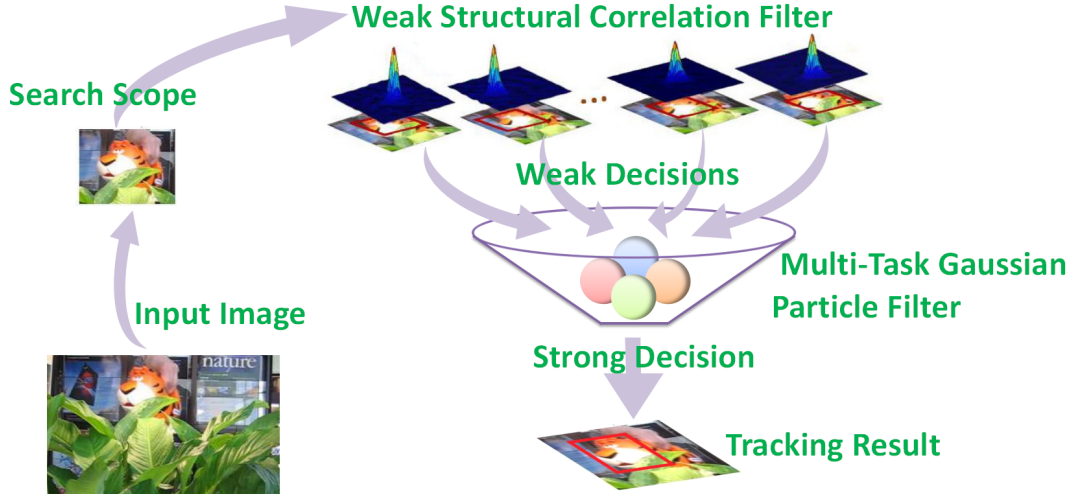 Weak Structural Correlation Filter
Search Scope
Weak Decisions
Multi-Task Gaussian
Particle Filter
Input Image
nature
Strong Decision
Tracking Result